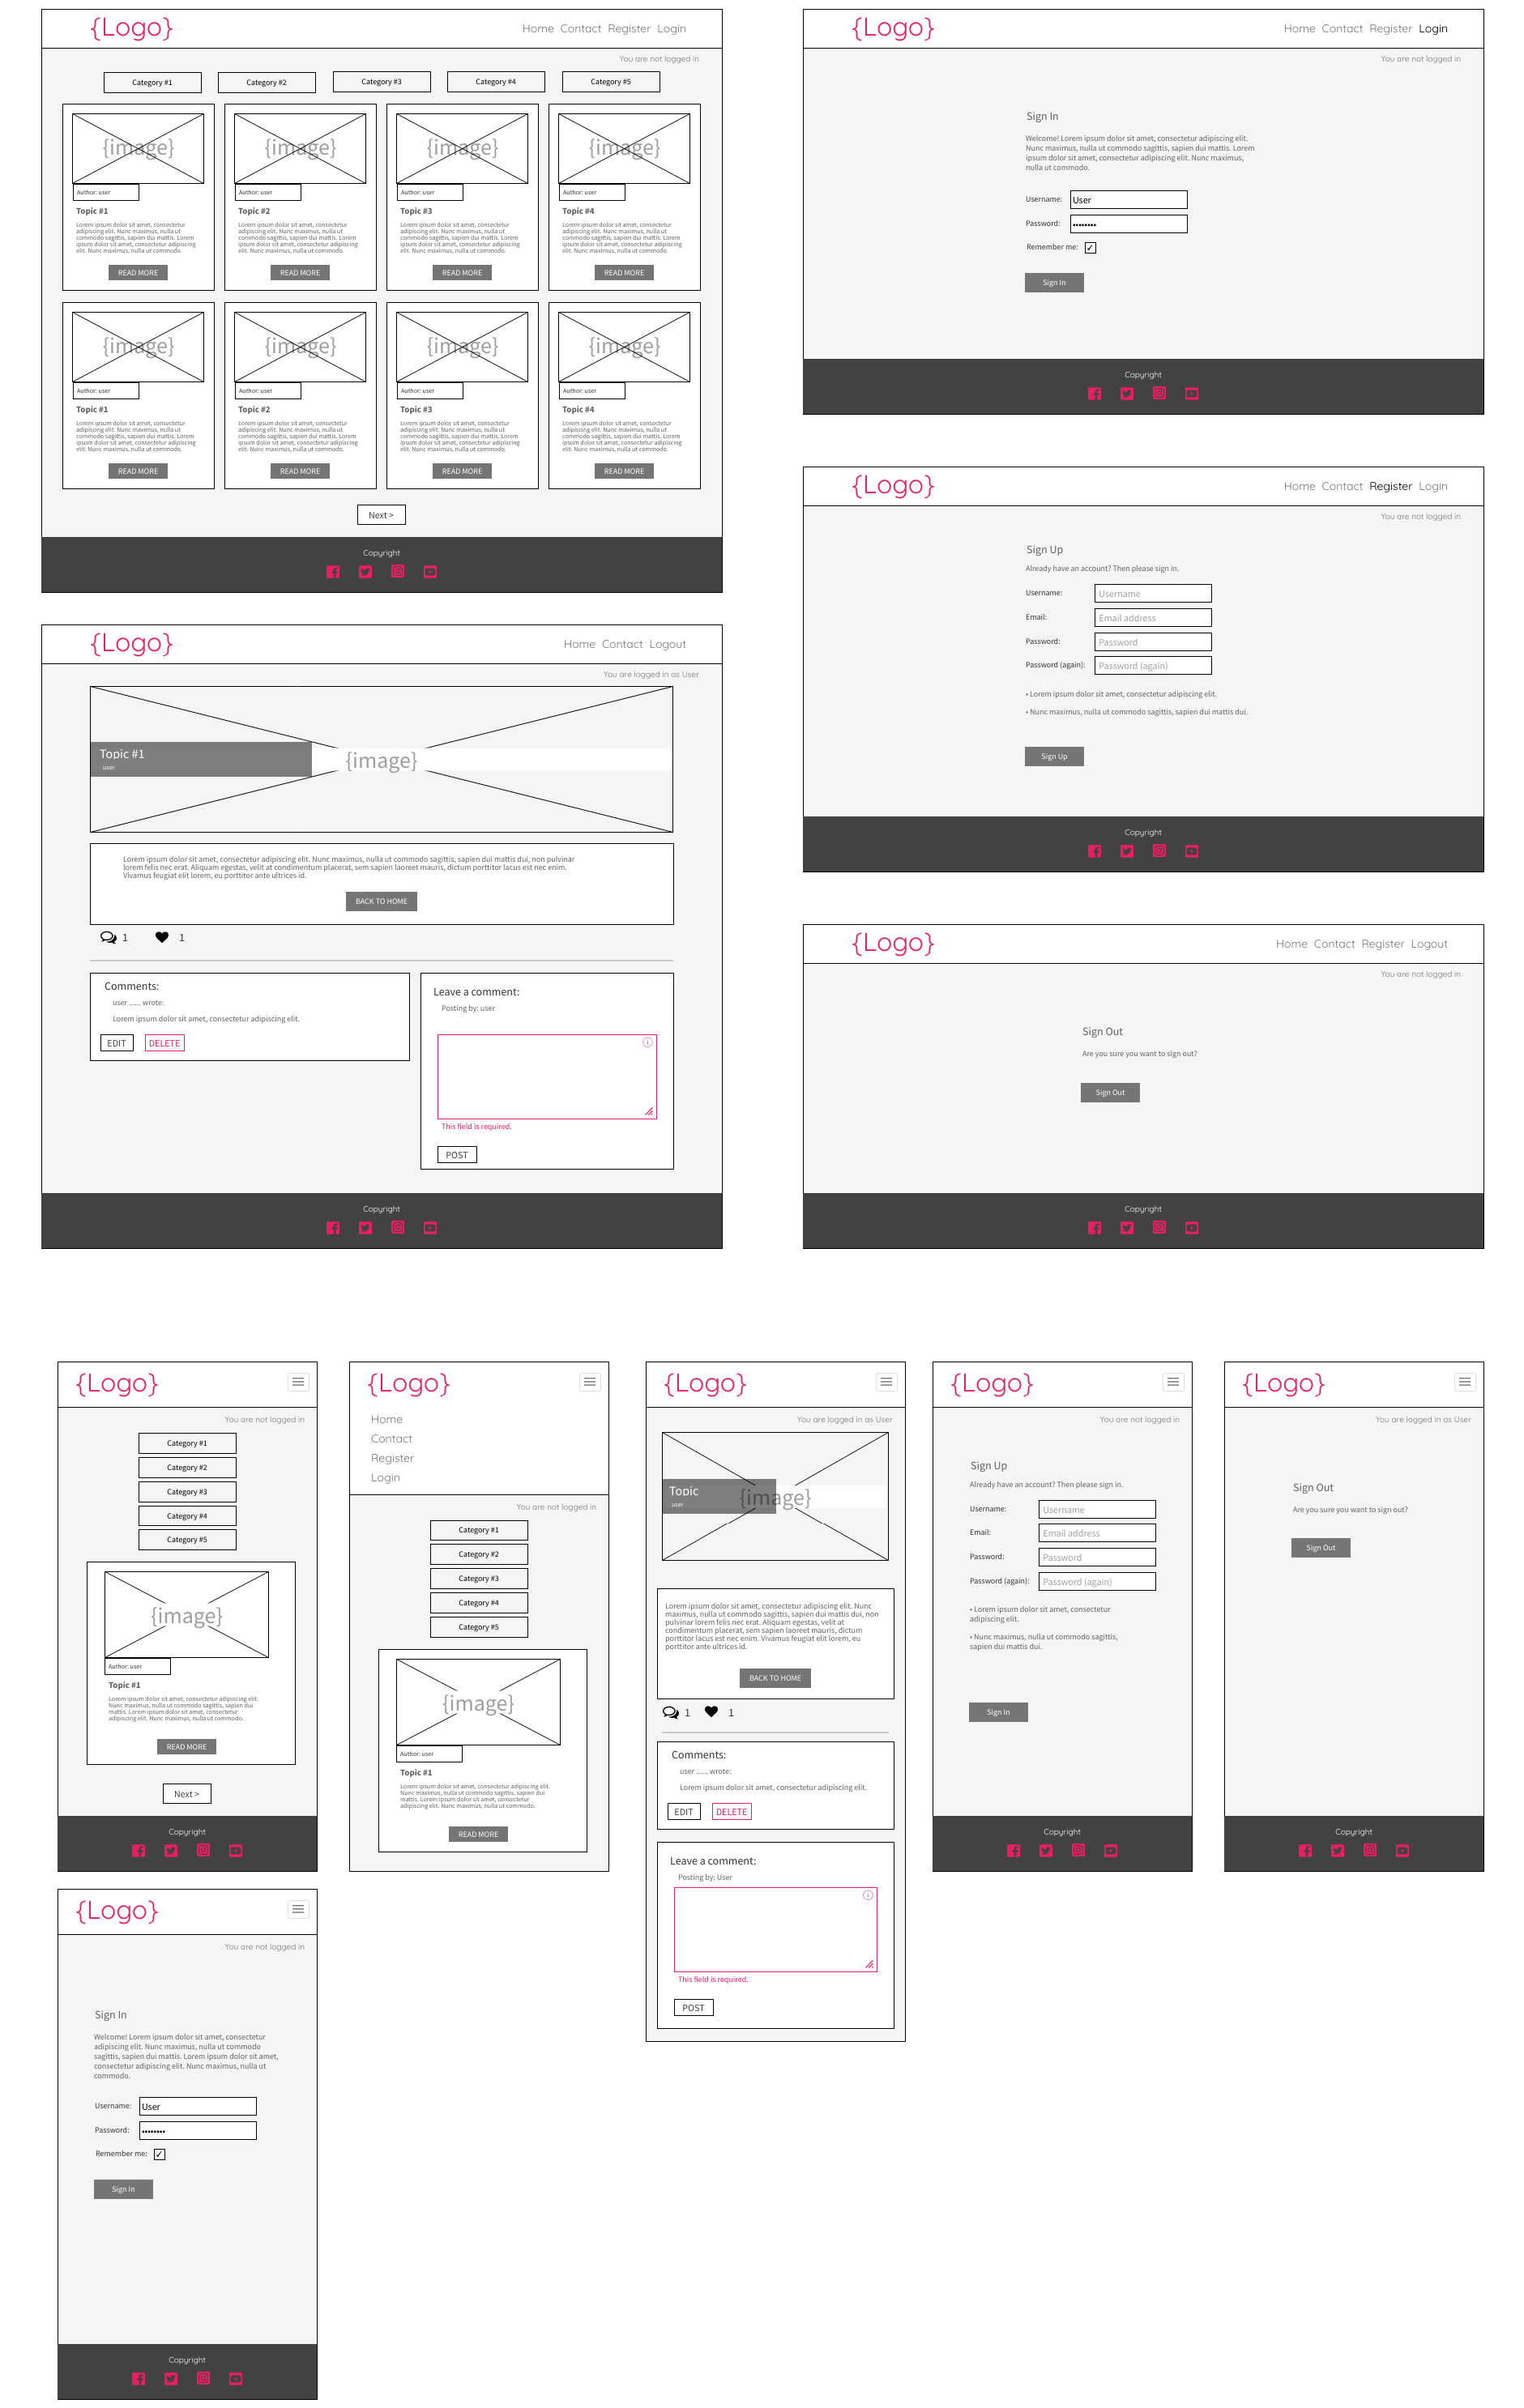 {Logo}
Home Contact Register Login
You are not logged in
Category #1
Category #2
Category #3
Category #4
Category #5
{image}
{image}
{image}
{image}
Author: user
Author: user
Author: user
Author: user
Topic #1
Topic #2
Topic #3
Topic #4
Lorem ipsum dolor sit amet, consectetur
adipiscing elit. Nunc maximus, nulla ut
commodo sagittis, sapien dui mattis. Lorem
ipsum dolor sit amet, consectetur adipiscing
elit. Nunc maximus, nulla ut commodo.
Lorem ipsum dolor sit amet, consectetur
adipiscing elit. Nunc maximus, nulla ut
commodo sagittis, sapien dui mattis. Lorem
ipsum dolor sit amet, consectetur adipiscing
elit. Nunc maximus, nulla ut commodo.
Lorem ipsum dolor sit amet, consectetur
adipiscing elit. Nunc maximus, nulla ut
commodo sagittis, sapien dui mattis. Lorem
ipsum dolor sit amet, consectetur adipiscing
elit. Nunc maximus, nulla ut commodo.
Lorem ipsum dolor sit amet, consectetur
adipiscing elit. Nunc maximus, nulla ut
commodo sagittis, sapien dui mattis. Lorem
ipsum dolor sit amet, consectetur adipiscing
elit. Nunc maximus, nulla ut commodo.
READ MORE
READ MORE
READ MORE
READ MORE
{image}
{image}
{image}
{image}
Author: user
Author: user
Author: user
Author: user
Topic #1
Topic #2
Topic #3
Topic #4
Lorem ipsum dolor sit amet, consectetur
adipiscing elit. Nunc maximus, nulla ut
commodo sagittis, sapien dui mattis. Lorem
ipsum dolor sit amet, consectetur adipiscing
elit. Nunc maximus, nulla ut commodo.
Lorem ipsum dolor sit amet, consectetur
adipiscing elit. Nunc maximus, nulla ut
commodo sagittis, sapien dui mattis. Lorem
ipsum dolor sit amet, consectetur adipiscing
elit. Nunc maximus, nulla ut commodo.
Lorem ipsum dolor sit amet, consectetur
adipiscing elit. Nunc maximus, nulla ut
commodo sagittis, sapien dui mattis. Lorem
ipsum dolor sit amet, consectetur adipiscing
elit. Nunc maximus, nulla ut commodo.
Lorem ipsum dolor sit amet, consectetur
adipiscing elit. Nunc maximus, nulla ut
commodo sagittis, sapien dui mattis. Lorem
ipsum dolor sit amet, consectetur adipiscing
elit. Nunc maximus, nulla ut commodo.
READ MORE
READ MORE
READ MORE
READ MORE
Next >
Copyright
{Logo}
Home Contact Register Login
You are not logged in
Sign In
Welcome! Lorem ipsum dolor sit amet, consectetur adipiscing elit.
Nunc maximus, nulla ut commodo sagittis, sapien dui mattis. Lorem
ipsum dolor sit amet, consectetur adipiscing elit. Nunc maximus,
nulla ut commodo.
Username: User
Password: ••••••••
Remember me: ✓
Sign In
Copyright
{Logo}
Home Contact Register Login
You are not logged in
Sign Up
Already have an account? Then please sign in.
Username: Username
Email: Email address
Password: Password
Password (again): Password (again)
• Lorem ipsum dolor sit amet, consectetur adipiscing elit.
• Nunc maximus, nulla ut commodo sagittis, sapien dui mattis dui.
Sign Up
Copyright
{Logo}
Home Contact Logout
You are logged in as User
Topic #1
user
{image}
Lorem ipsum dolor sit amet, consectetur adipiscing elit. Nunc maximus, nulla ut commodo sagittis, sapien dui mattis dui, non pulvinar
lorem felis nec erat. Aliquam egestas, velit at condimentum placerat, sem sapien laoreet mauris, dictum porttitor lacus est nec enim.
Vivamus feugiat elit lorem, eu porttitor ante ultrices id.
BACK TO HOME
1 1
Comments:
user ...... wrote:
Lorem ipsum dolor sit amet, consectetur adipiscing elit.
EDIT DELETE
Leave a comment:
Posting by: user
This field is required.
POST
Copyright
{Logo}
Home Contact Register Logout
You are not logged in
Sign Out
Are you sure you want to sign out?
Sign Out
Copyright
{Logo}
You are not logged in
Category #1
Category #2
Category #3
Category #4
Category #5
{image}
Author: user
Topic #1
Lorem ipsum dolor sit amet, consectetur adipiscing elit.
Nunc maximus, nulla ut commodo sagittis, sapien dui
mattis. Lorem ipsum dolor sit amet, consectetur
adipiscing elit. Nunc maximus, nulla ut commodo.
READ MORE
Next >
Copyright
{Logo}
Home
Contact
Register
Login
You are not logged in
Category #1
Category #2
Category #3
Category #4
Category #5
{image}
Author: user
Topic #1
Lorem ipsum dolor sit amet, consectetur adipiscing elit.
Nunc maximus, nulla ut commodo sagittis, sapien dui
mattis. Lorem ipsum dolor sit amet, consectetur
adipiscing elit. Nunc maximus, nulla ut commodo.
READ MORE
{Logo}
You are logged in as User
Topic
user
{image}
Lorem ipsum dolor sit amet, consectetur adipiscing elit. Nunc
maximus, nulla ut commodo sagittis, sapien dui mattis dui, non
pulvinar lorem felis nec erat. Aliquam egestas, velit at
condimentum placerat, sem sapien laoreet mauris, dictum
porttitor lacus est nec enim. Vivamus feugiat elit lorem, eu
porttitor ante ultrices id.
BACK TO HOME
1 1
Comments:
user ...... wrote:
Lorem ipsum dolor sit amet, consectetur adipiscing elit.
EDIT DELETE
Leave a comment:
Posting by: User
This field is required.
POST
{Logo}
You are not logged in
Sign Up
Already have an account? Then please sign in.
Username: Username
Email: Email address
Password: Password
Password (again): Password (again)
• Lorem ipsum dolor sit amet, consectetur
adipiscing elit.
• Nunc maximus, nulla ut commodo sagittis,
sapien dui mattis dui.
Sign In
Copyright
{Logo}
You are logged in as User
Sign Out
Are you sure you want to sign out?
Sign Out
Copyright
{Logo}
You are not logged in
Sign In
Welcome! Lorem ipsum dolor sit amet, consectetur
adipiscing elit. Nunc maximus, nulla ut commodo
sagittis, sapien dui mattis. Lorem ipsum dolor sit amet,
consectetur adipiscing elit. Nunc maximus, nulla ut
commodo.
Username: User
Password: ••••••••
Remember me: ✓
Sign In
Copyright